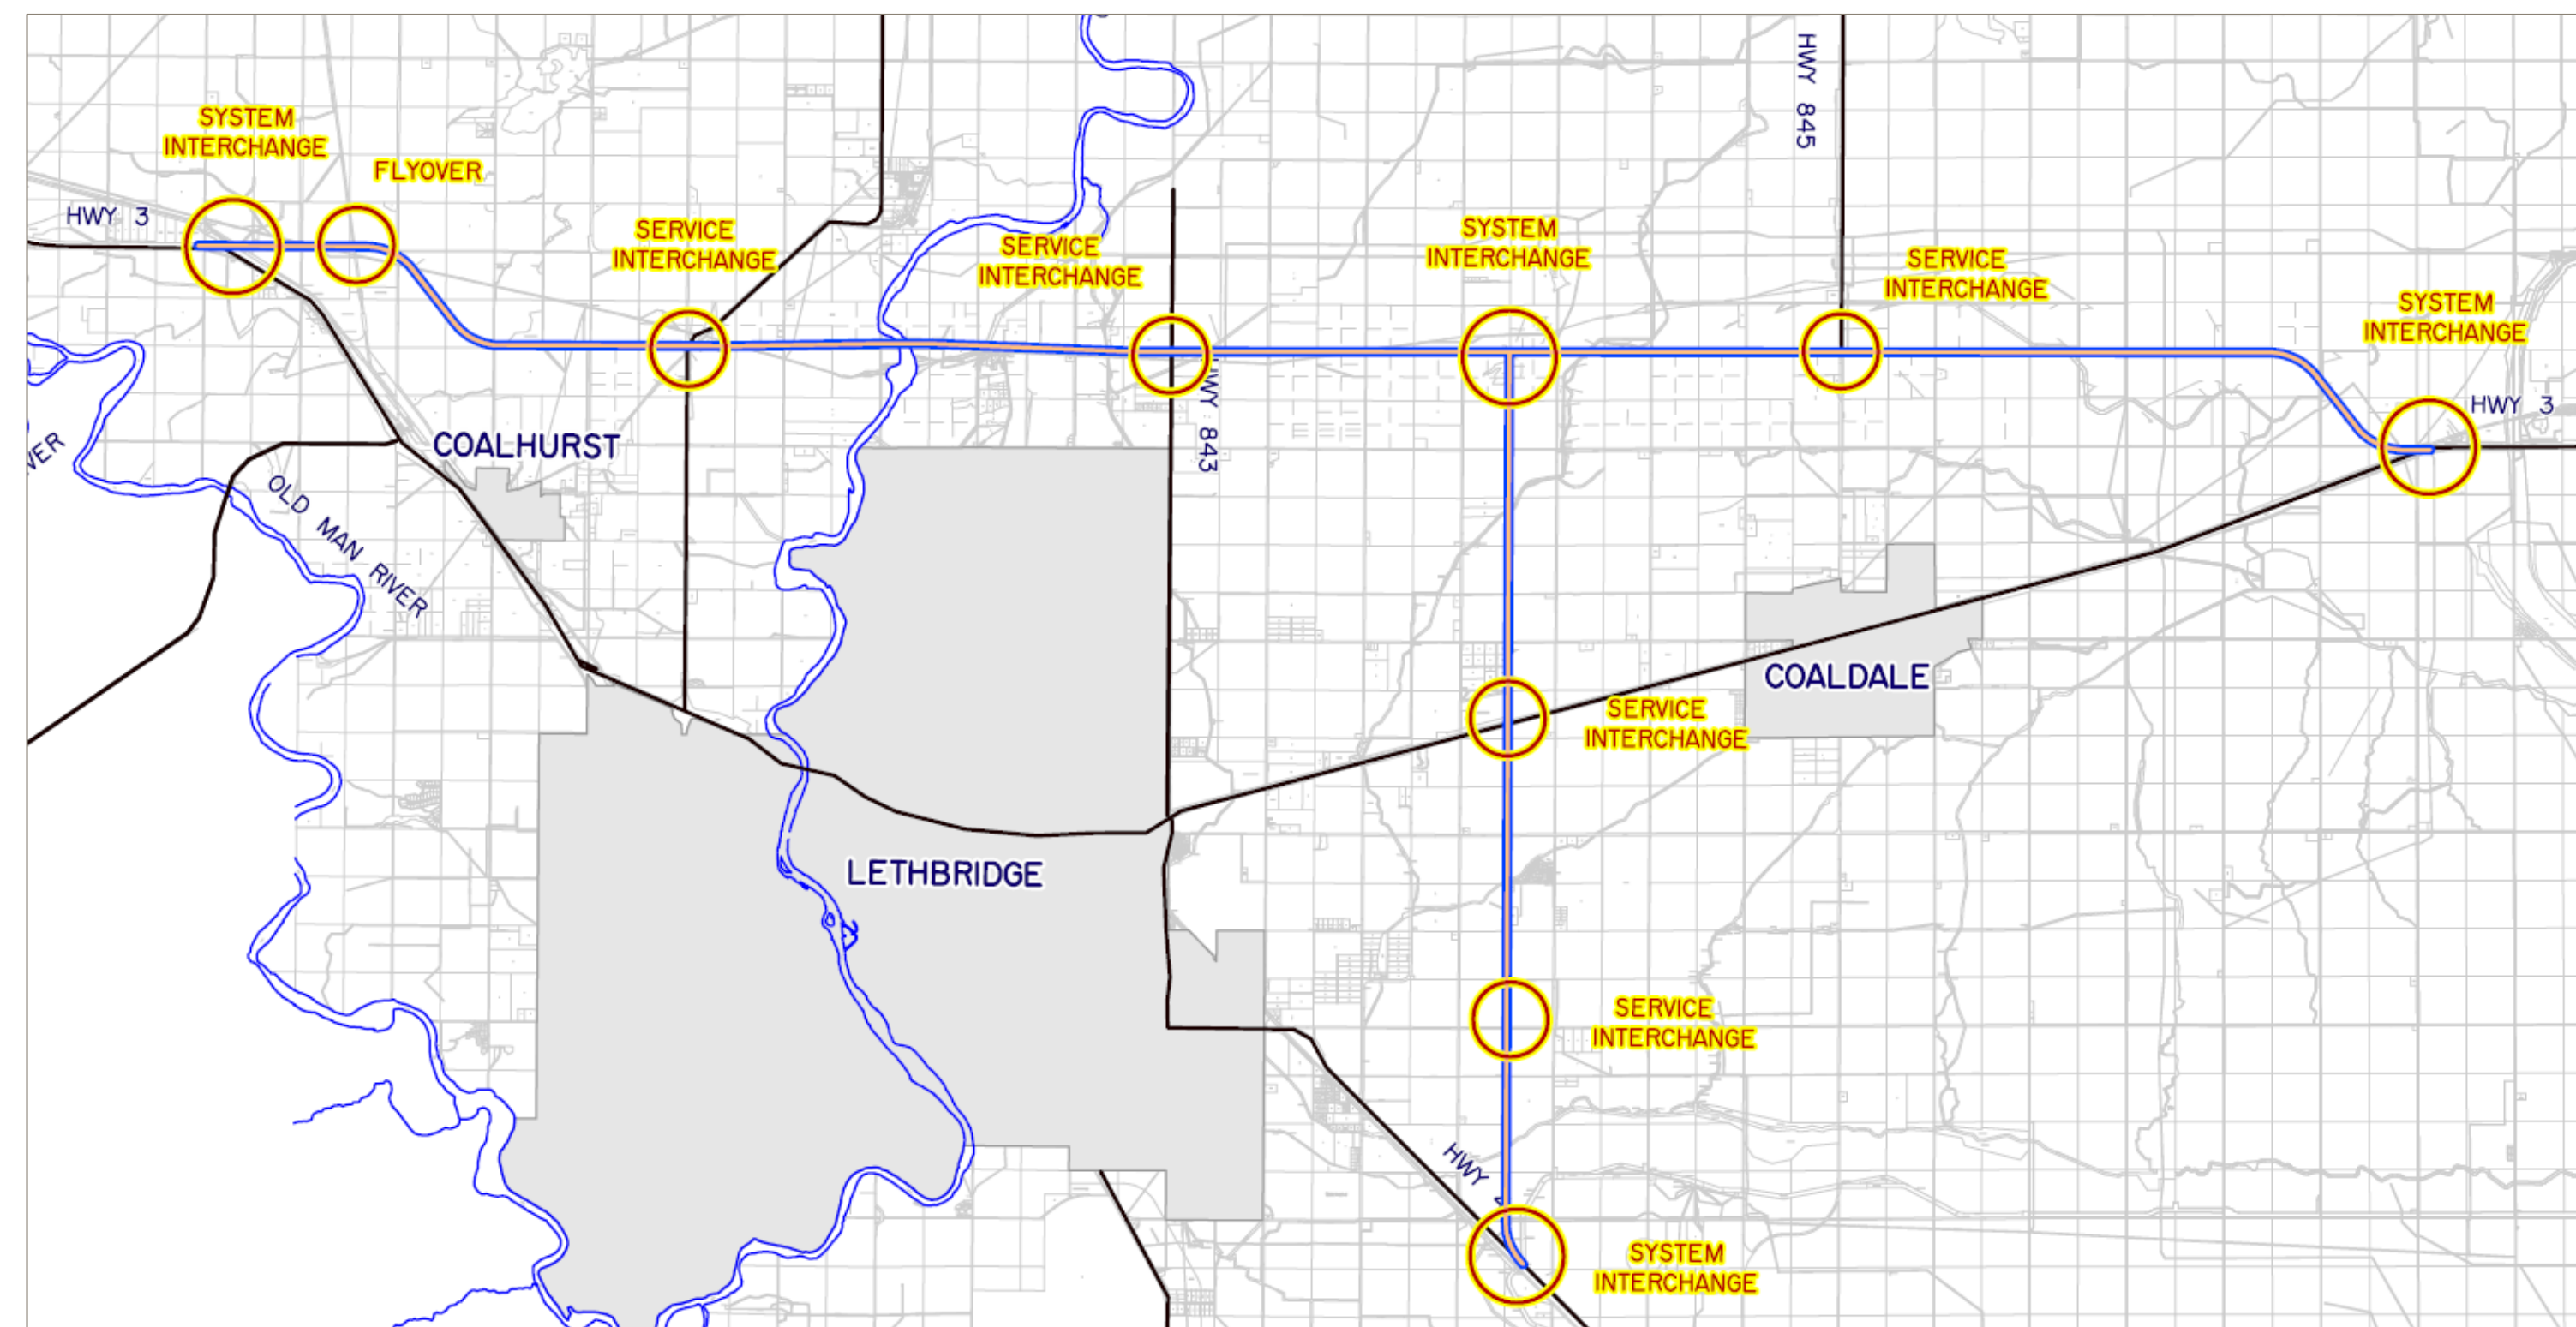 HWY 845
SYSTEM
INTERCHANGE
FLYOVER
HWY 3
SERVICE
INTERCHANGE
SERVICE
INTERCHANGE
SYSTEM
INTERCHANGE
SERVICE
INTERCHANGE
SYSTEM
INTERCHANGE
HWY 3
843
COALHURST
OLD MAN RIVER
COALDALE
SERVICE
INTERCHANGE
LETHBRIDGE
SERVICE
INTERCHANGE
HWY
SYSTEM
INTERCHANGE